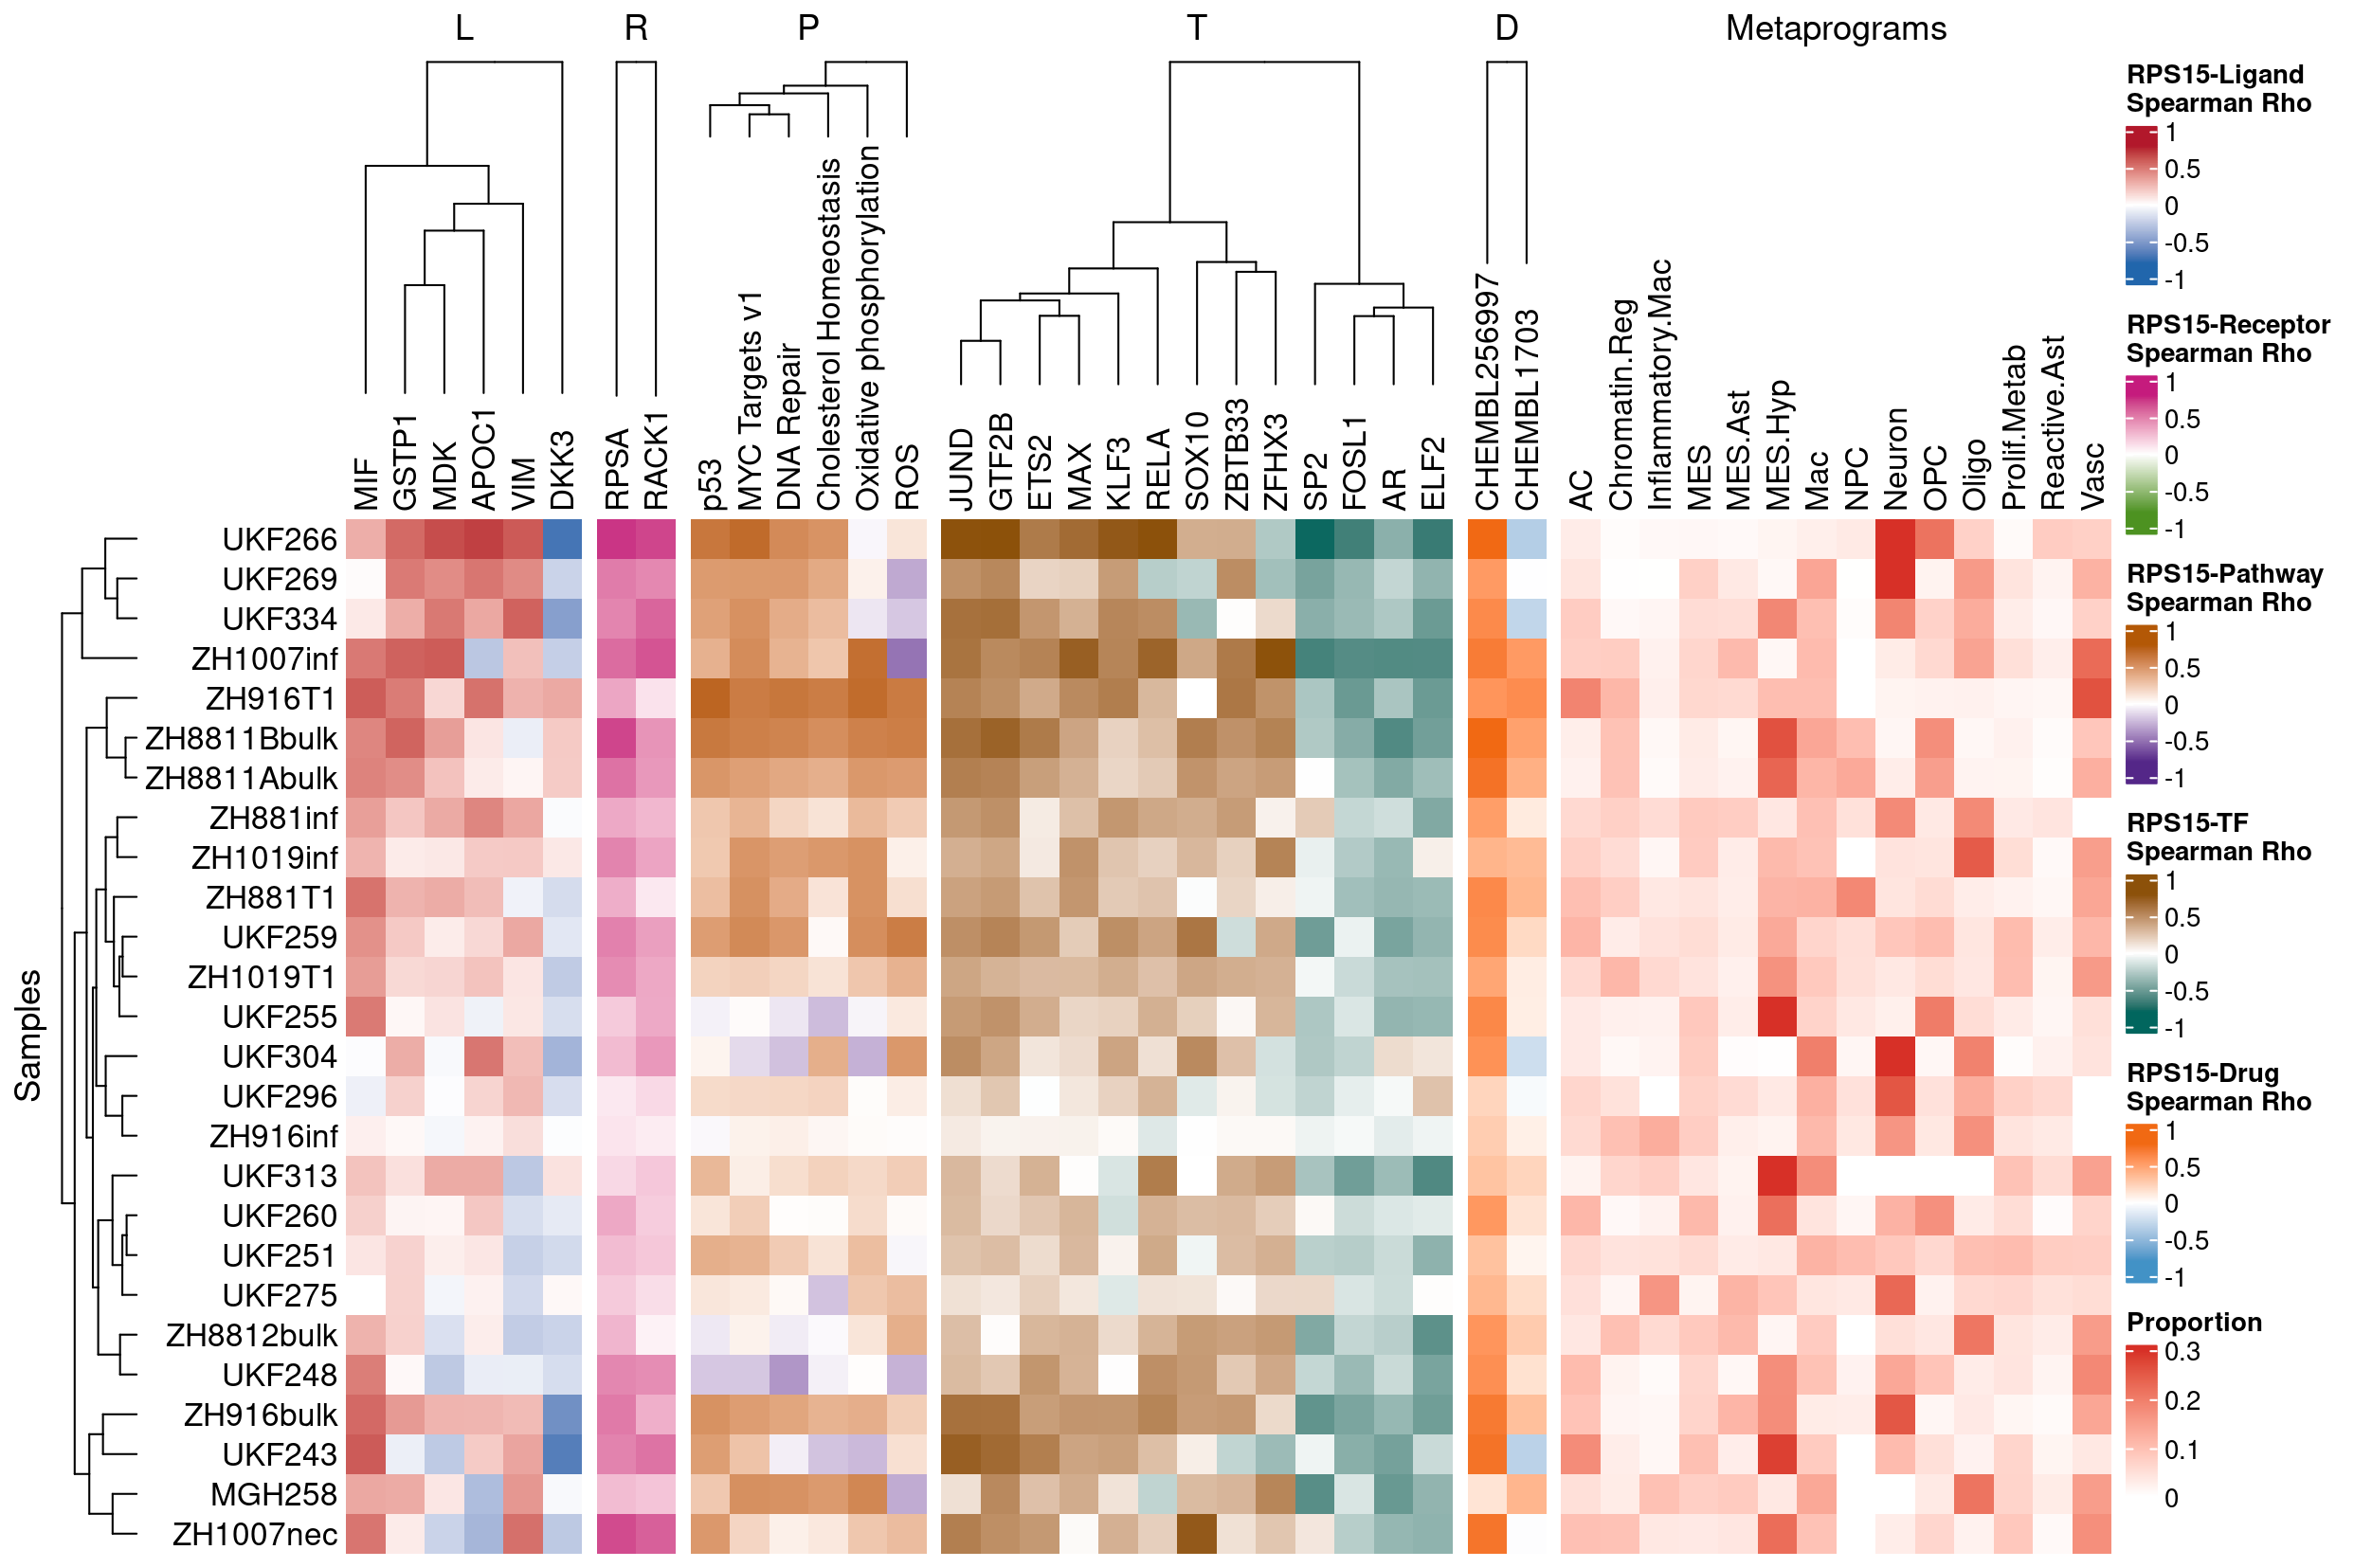 L
R
P
T
D
Metaprograms
MIF
GSTP1
MDK
APOC1
VIM
DKK3
RPSA
RACK1
p53
MYC Targets v1
DNA Repair
Cholesterol Homeostasis
Oxidative phosphorylation
ROS
JUND
GTF2B
ETS2
MAX
KLF3
RELA
SOX10
ZBTB33
ZFHX3
SP2
FOSL1
AR
ELF2
CHEMBL256997
CHEMBL1703
AC
Chromatin.Reg
Inflammatory.Mac
MES
MES.Ast
MES.Hyp
Mac
NPC
Neuron
OPC
Oligo
Prolif.Metab
Reactive.Ast
Vasc
Samples
UKF266
UKF269
UKF334
ZH1007inf
ZH916T1
ZH8811Bbulk
ZH8811Abulk
ZH881inf
ZH1019inf
ZH881T1
UKF259
ZH1019T1
UKF255
UKF304
UKF296
ZH916inf
UKF313
UKF260
UKF251
UKF275
ZH8812bulk
UKF248
ZH916bulk
UKF243
MGH258
ZH1007nec
RPS15-Ligand
Spearman Rho
1
0.5
0
-0.5
-1
RPS15-Receptor
Spearman Rho
1
0.5
0
-0.5
-1
RPS15-Pathway
Spearman Rho
1
0.5
0
-0.5
-1
RPS15-TF
Spearman Rho
1
0.5
0
-0.5
-1
RPS15-Drug
Spearman Rho
1
0.5
0
-0.5
-1
Proportion
0.3
0.2
0.1
0